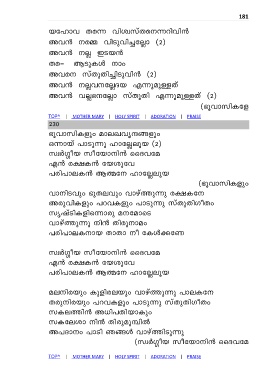 181
യഹോവ തന്നെ വിശ്വസ്തനെന്നറിവിൻ
അവൻ നമ്മെ വിടുവിച്ചല്ലോ (2)
അവൻ നല്ല ഇടയൻ
തൻ ആടുകൾ നാം
അവനെ സ്തുതിച്ചിടുവിൻ (2)
അവൻ നല്ലവനല്ലോദയ എന്നുമുള്ളത്
അവൻ വല്ലഭനല്ലോ സ്തുതി എന്നുമുള്ളത് (2)
(ഭൂവാസികളേ
TOP↑ | MOTHER MARY | HOLY SPIRIT | ADORATION | PRAISE
230
ഭൂവാസികളും മാലഖവൃന്ദങ്ങളും
ഒന്നായ് പാടുന്നു ഹാലേലൂയ (2)
സ്വർഗ്ഗീയ സീയോനിൻ ദൈവമേ
എൻ രക്ഷകൻ യേശുവേ
പരിപാലകൻ ആത്മനേ ഹാലേലൂയ
(ഭൂവാസികളും
വാനിടവും ഭൂതലവും വാഴ്ത്തുന്നു രക്ഷകനേ
അരുവികളും പറവകളും പാടുന്നു സ്തുതിഗീതം
സൃഷ്ടികളിന്നൊരു മനമോടെ
വാഴ്ത്തുന്നു നിൻ തിരുനാമം
പരിപാലകനായ താതാ നീ കേൾക്കണേ
സ്വർഗ്ഗീയ സീയോനിൻ ദൈവമേ
എൻ രക്ഷകൻ യേശുവേ
പരിപാലകൻ ആത്മനേ ഹാലേലൂയ
മലനിരയും കുളിരലയും വാഴ്ത്തുന്നു പാലകനേ
തരുനിരയും പറവകളും പാടുന്നു സ്തുതിഗീതം
സകലത്തിൻ അധിപതിയാകും
സകലേശാ നിൻ തിരുമുമ്പിൽ
അപദാനം പാടി ഞങ്ങൾ വാഴ്ത്തിടുന്നു
(സ്വർഗ്ഗീയ സീയോനിൻ ദൈവമേ
TOP↑ | MOTHER MARY | HOLY SPIRIT | ADORATION | PRAISE